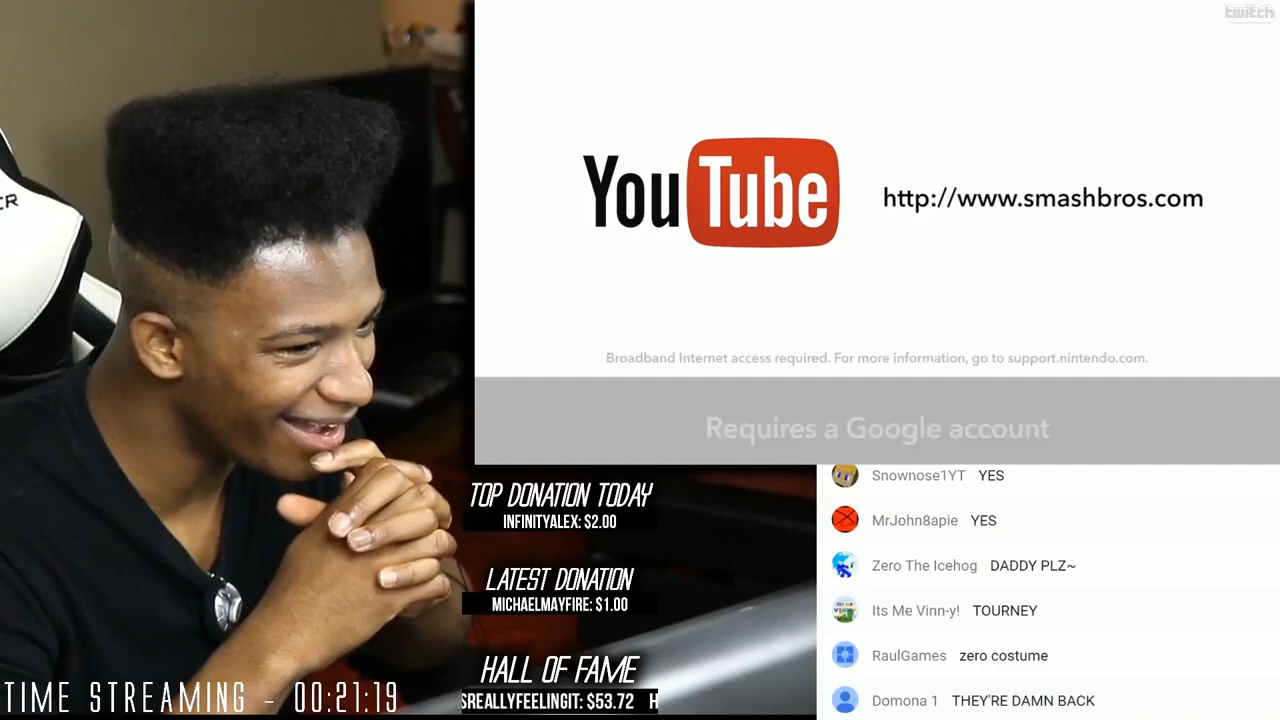 twitch
YouTube
http://www.smashbros.com
Broadband Internet access required. For more information, go to support.nintendo.com.
Requires a Google account
TOP DONATION TODAY
INFINITYALEX: $2.00
LATEST DONATION
MICHAELMAYFIRE: $1.00
HALL OF FAME
SREALLYFEELINGIT: $53.72 H
TIME STREAMING - 00:21:19
Snownose1YT YES
MrJohn8apie YES
Zero The Icehog DADDY PLZ~
Its Me Vinn-y! TOURNEY
RaulGames zero costume
Domona 1 THEY'RE DAMN BACK